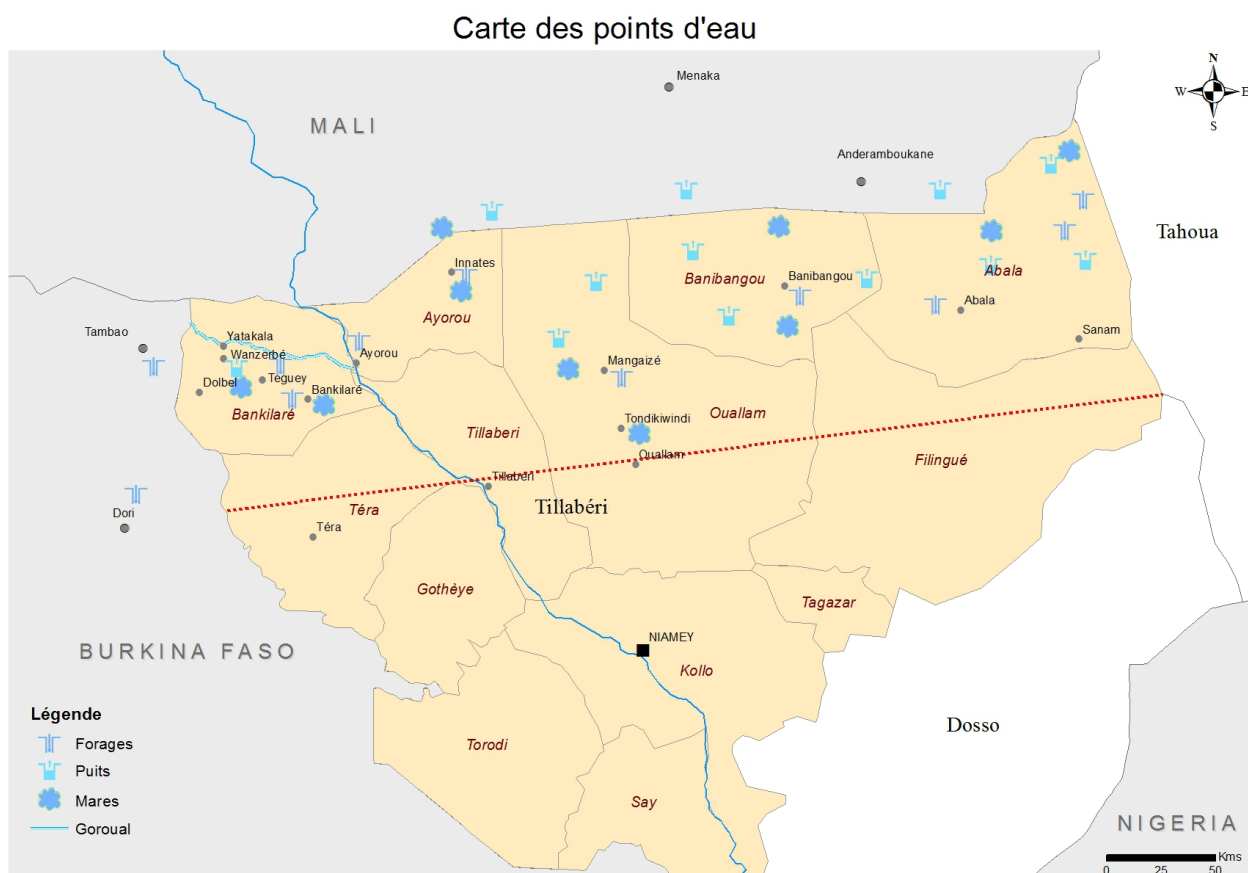 Carte des points d'eau
N
W
E
S
Menaka
MALI
Anderamboukane
Tahoua
Innates
Banibangou
Banibangou
Abala
Abala
Ayorou
Tambao
Yatakala
Wanzerbé
Ayorou
Sanam
Mangaizé
Dolbel
Téguey
Bankilaré
Bankilaré
Tondikiwindi
Ouallam
Tillaberi
Ouallam
Filingué
Tillabéri
Tillabéri
Dori
Téra
Téra
Gothèye
Tagazar
NIAMEY
BURKINA FASO
Kollo
Légende
Forages
Puits
Mares
Goroual
Torodi
Dosso
Say
NIGERIA
Kms
0 25 50